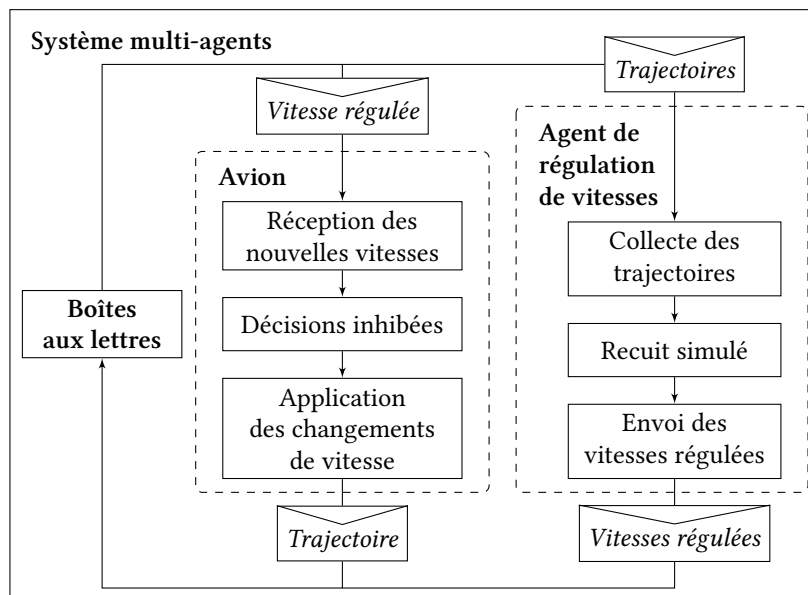 Système multi-agents
Trajectoires
Vitesse régulée
Agent de
régulation
de vitesses
Avion
Réception des
nouvelles vitesses
Collecte des
trajectoires
Boîtes
aux lettres
Décisions inhibées
Recuit simulé
Application
des changements
de vitesse
Envoi des
vitesses régulées
Trajectoire
Vitesses régulées